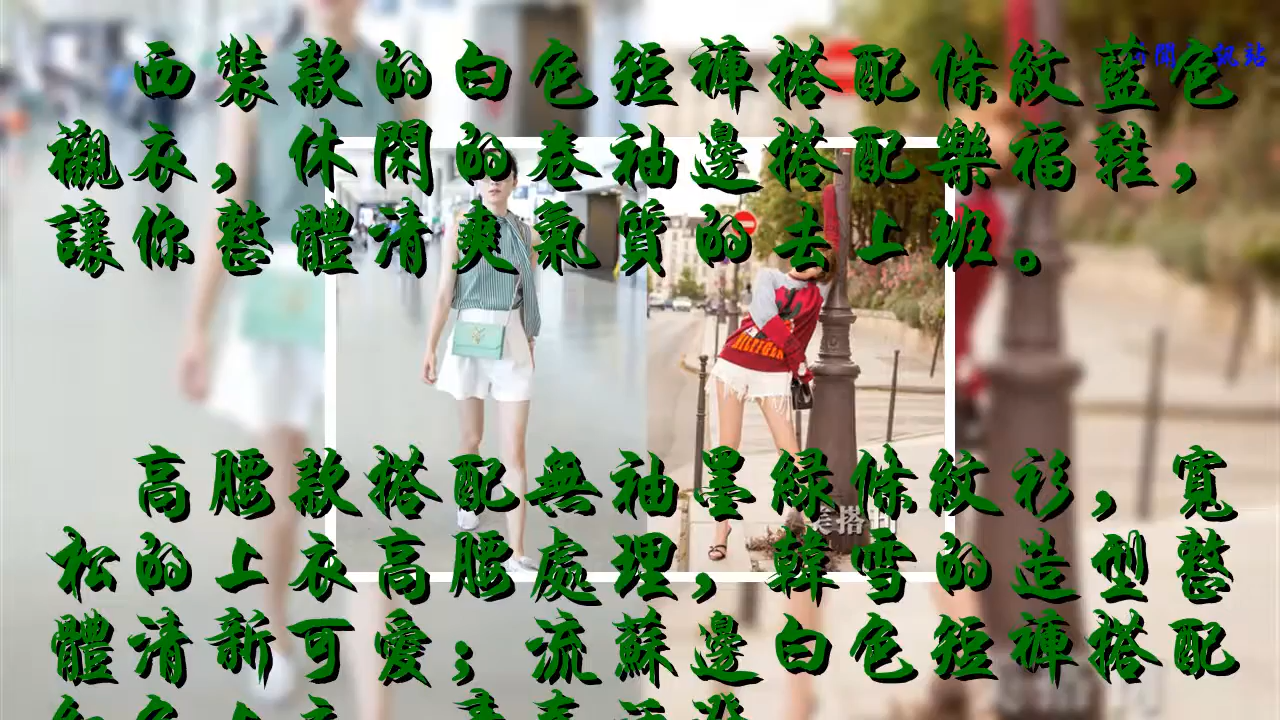 西裝款的白色短褲搭配條紋藍色
襯衣，休閑的卷袖邊搭配樂福鞋，
讓你整體清爽氣質的去上班。
高腰款搭配無袖墨緑條紋衫，寬
松的上衣高腰處理，韓雪的造型整
體清新可愛；流蘇邊白色短褲搭配